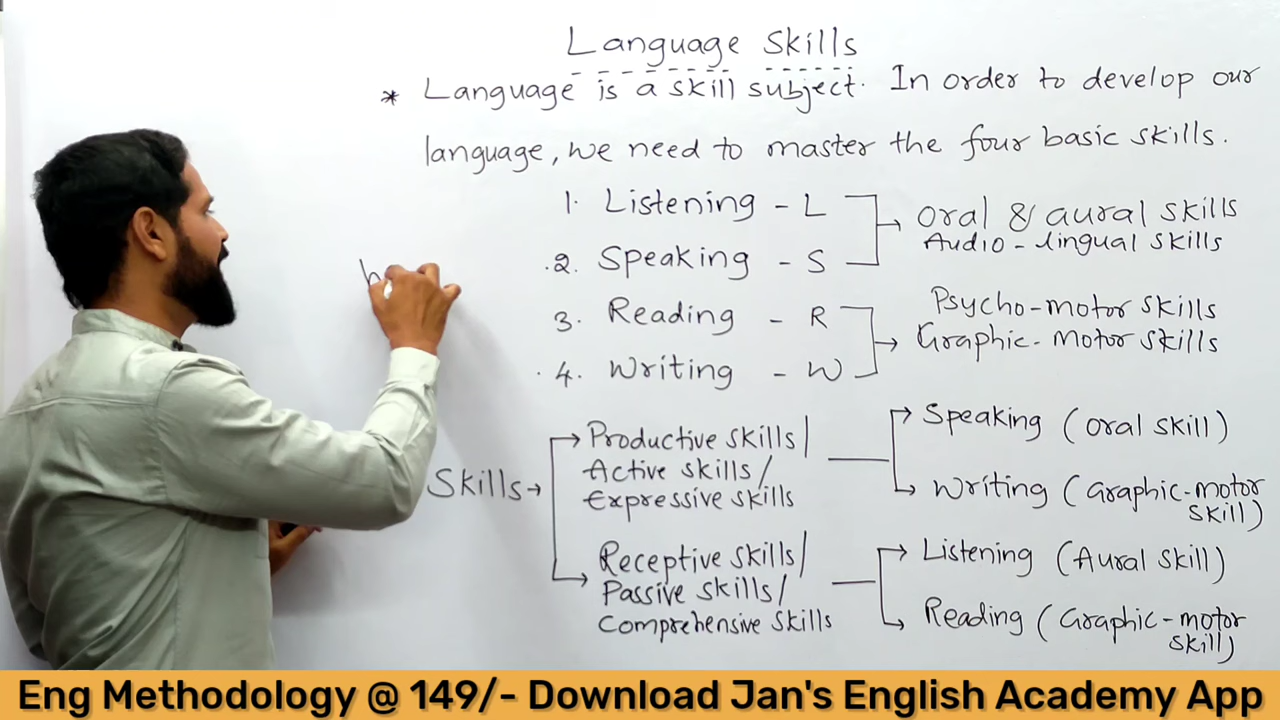 Language Skills
* Language is a skill subject. In order to develop our
language, we need to master the four basic skills.
1. Listening - L
oral & aural skills
Audio - lingual skills
2. Speaking - S
3. Reading - R
Psycho-motor skills
Graphic-motor skills
4. Writing - W
Skills →
Productive skills/
Active skills/
Expressive skills
Speaking (oral skill)
Writing (Graphic-motor
skill)
Receptive skills/
Passive skills/
Comprehensive skills
Listening (Aural skill)
Reading (Graphic-motor
skill)
Eng Methodology @ 149/- Download Jan's English Academy App